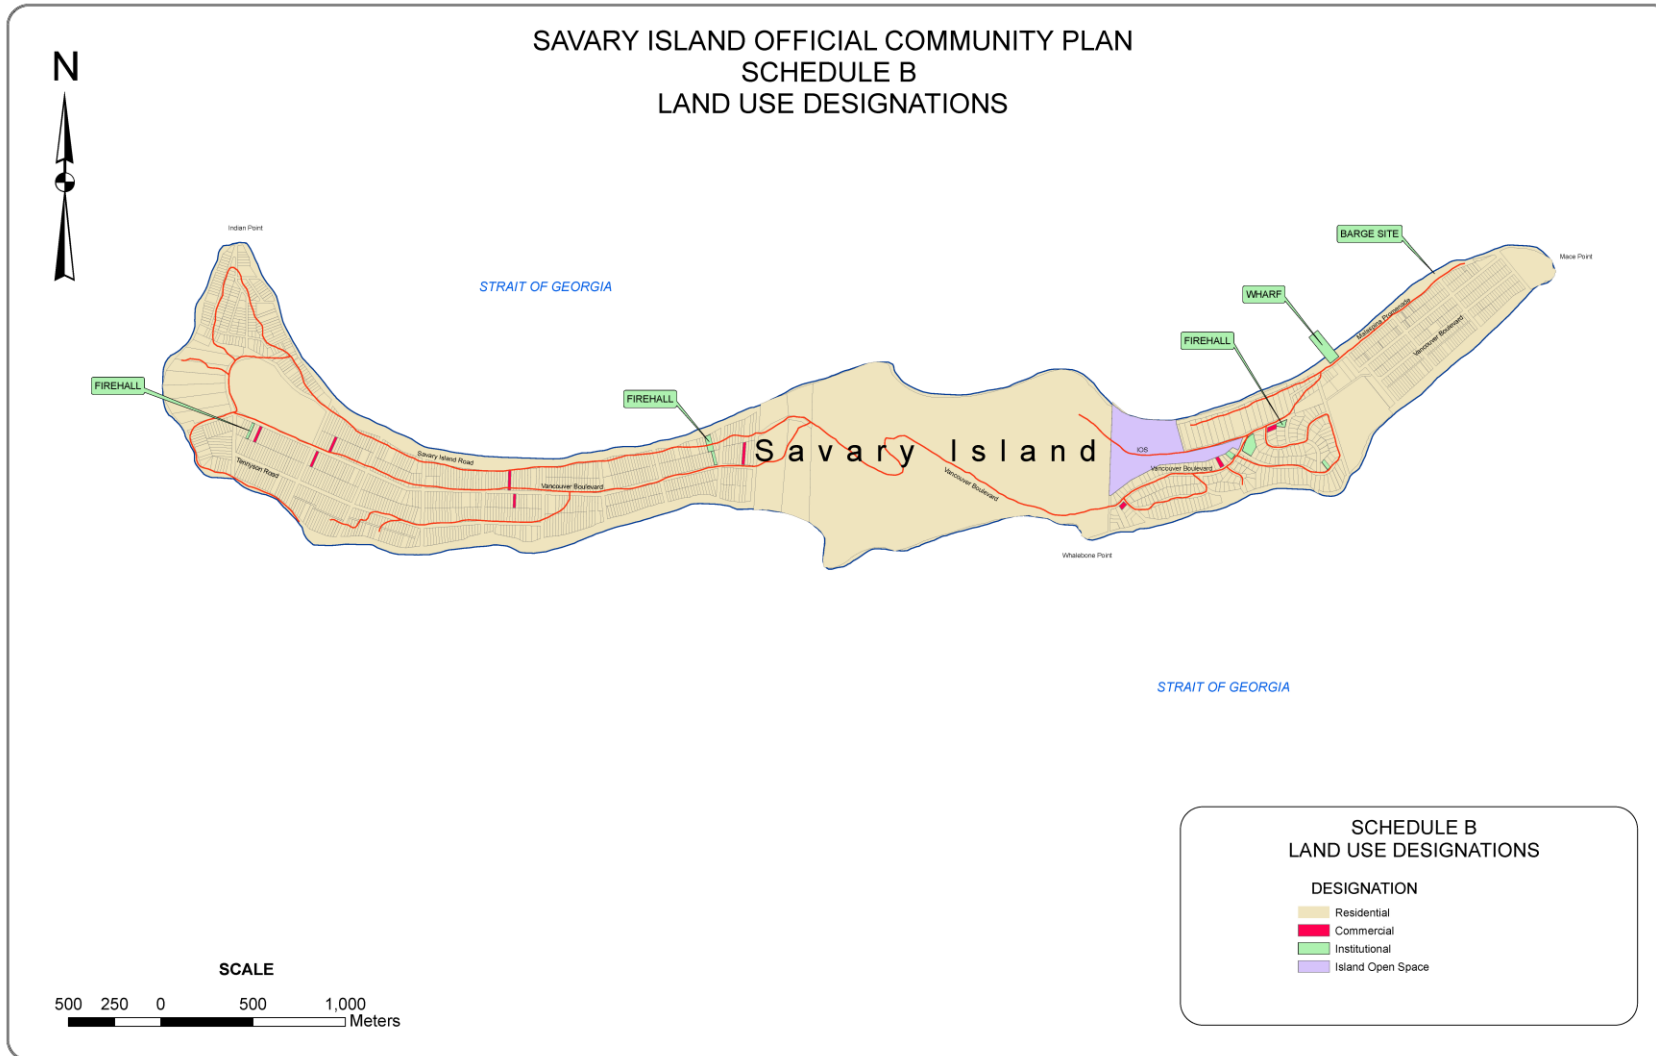 SAVARY ISLAND OFFICIAL COMMUNITY PLAN
SCHEDULE B
LAND USE DESIGNATIONS
N
Indian Point
BARGE SITE
Mace Point
STRAIT OF GEORGIA
WHARF
Malaspina Promenade
FIREHALL
Vancouver Boulevard
FIREHALL
FIREHALL
Savary Island
IOS
Savary Island Road
Tennyson Road
Vancouver Boulevard
Vancouver Boulevard
Vancouver Boulevard
Whalebone Point
STRAIT OF GEORGIA
SCHEDULE B
LAND USE DESIGNATIONS
DESIGNATION
Residential
Commercial
Institutional
Island Open Space
SCALE
500 250 0 500 1,000
Meters